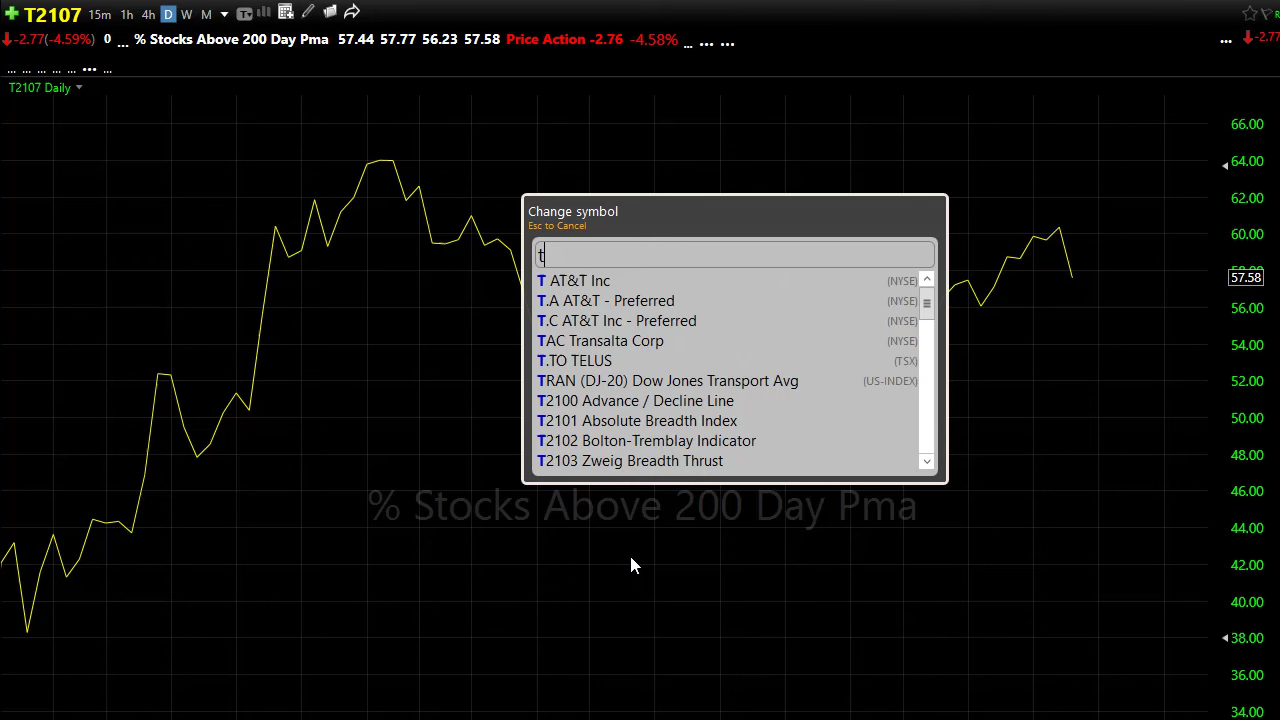 T2107 15m 1h 4h D W M
-2.77(-4.59%) 0 ... % Stocks Above 200 Day Pma 57.44 57.77 56.23 57.58 Price Action -2.76 -4.58% ... ... ... ... -2.77
... ... ... ... ... ... ...
T2107 Daily
66.00
64.00
62.00
60.00
58.00
57.58
56.00
54.00
52.00
50.00
48.00
46.00
44.00
42.00
40.00
38.00
36.00
34.00
Change symbol
Esc to Cancel
t
T AT&T Inc (NYSE)
T.A AT&T - Preferred (NYSE)
T.C AT&T Inc - Preferred (NYSE)
TAC Transalta Corp (NYSE)
T.TO TELUS (TSX)
TRAN (DJ-20) Dow Jones Transport Avg (US-INDEX)
T2100 Advance / Decline Line
T2101 Absolute Breadth Index
T2102 Bolton-Tremblay Indicator
T2103 Zweig Breadth Thrust
% Stocks Above 200 Day Pma